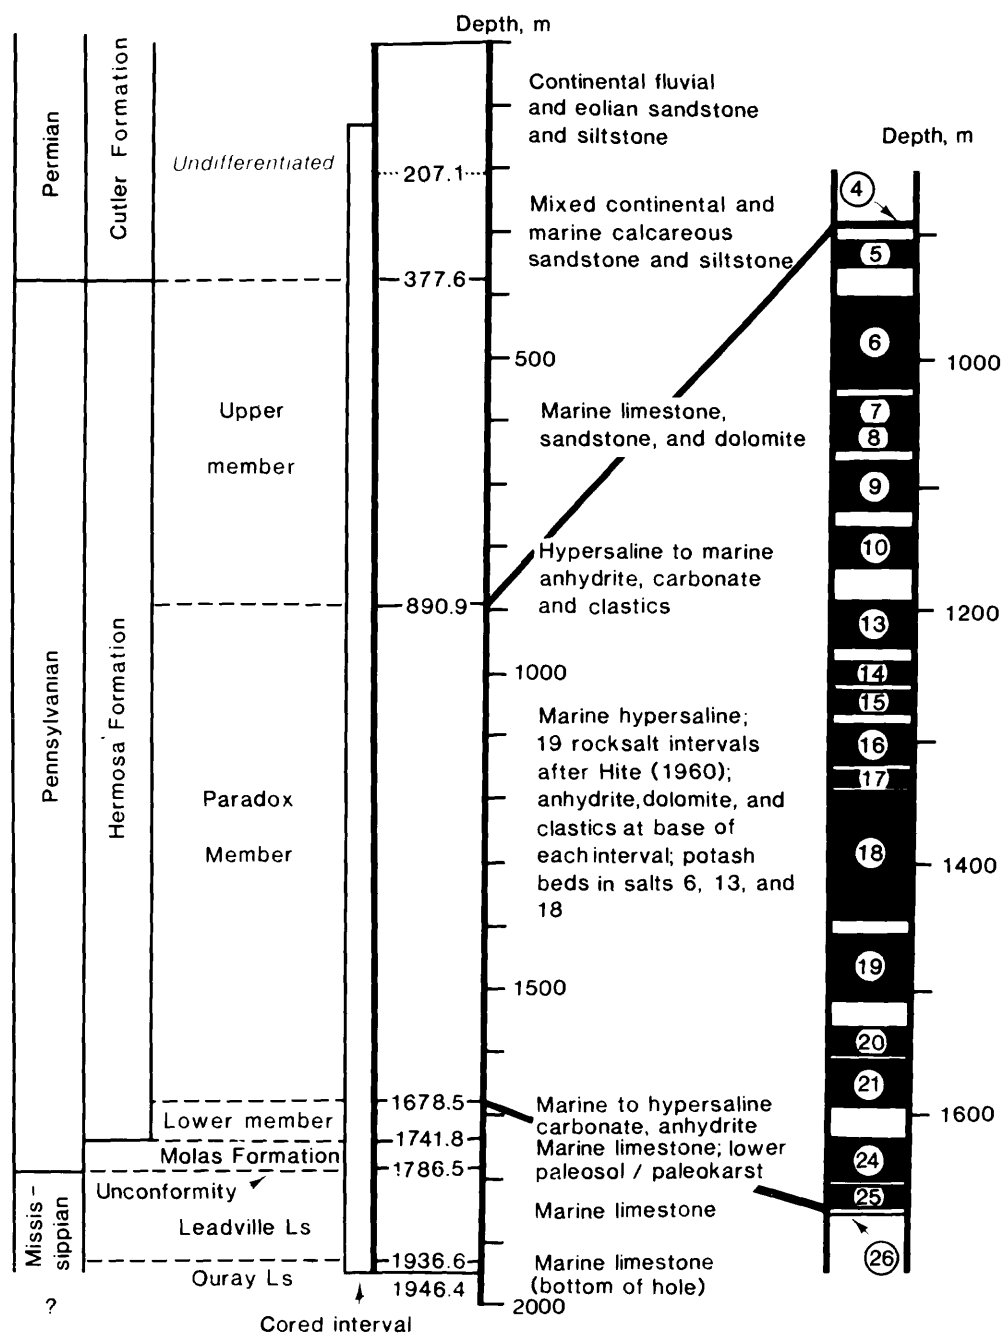 Depth, m
Permian
Cutler Formation
Undifferentiated
207.1
377.6
Continental fluvial
and eolian sandstone
and siltstone
Mixed continental and
marine calcareous
sandstone and siltstone
Pennsylvanian
Hermosa Formation
Upper
member
500
Marine limestone,
sandstone, and dolomite
Hypersaline to marine
anhydrite, carbonate
and clastics
890.9
1000
Paradox
Member
Marine hypersaline;
19 rocksalt intervals
after Hite (1960);
anhydrite, dolomite, and
clastics at base of
each interval; potash
beds in salts 6, 13, and
18
1500
1678.5
Lower member
Marine to hypersaline
carbonate, anhydrite
1741.8
Molas Formation
Marine limestone; lower
paleosol / paleokarst
1786.5
Unconformity
Missis-
sippian
Leadville Ls
Marine limestone
1936.6
Ouray Ls
Marine limestone
(bottom of hole)
1946.4
2000
?
Cored interval
Depth, m
4
5
6
1000
7
8
9
10
13
1200
14
15
16
17
18
1400
19
20
21
1600
24
25
26